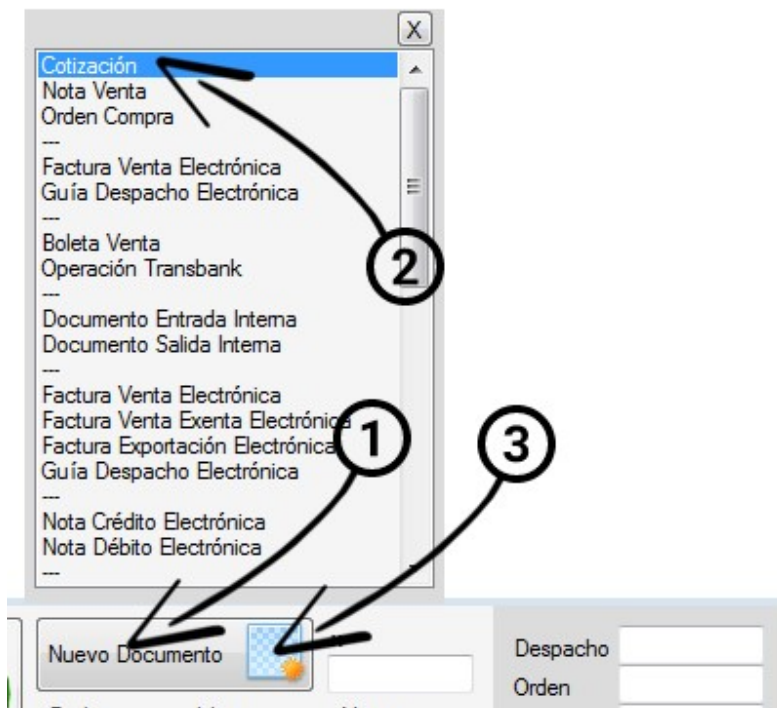 X
Cotización
Nota Venta
Orden Compra
---
Factura Venta Electrónica
Guía Despacho Electrónica
---
Boleta Venta
Operación Transbank
---
Documento Entrada Interna
Documento Salida Interna
---
Factura Venta Electrónica
Factura Venta Exenta Electrónica
Factura Exportación Electrónica
Guía Despacho Electrónica
---
Nota Crédito Electrónica
Nota Débito Electrónica
---
2
1
3
Nuevo Documento
Despacho
Orden